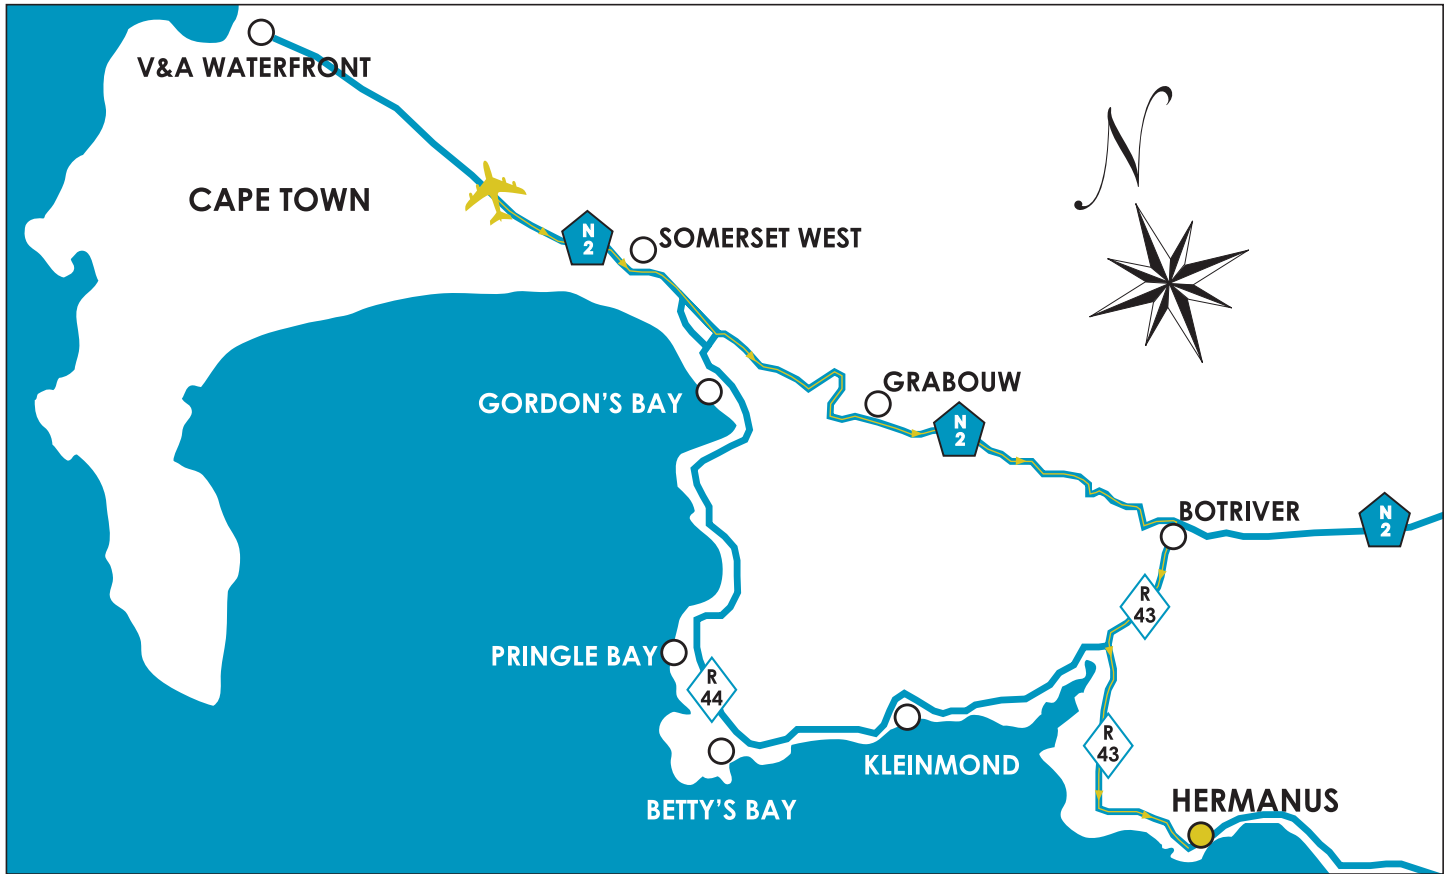 V&A WATERFRONT
N
CAPE TOWN
N
2
SOMERSET WEST
GRABOUW
GORDON'S BAY
N
2
BOTRIVER
N
2
R
43
PRINGLE BAY
R
44
R
43
KLEINMOND
BETTY'S BAY
HERMANUS